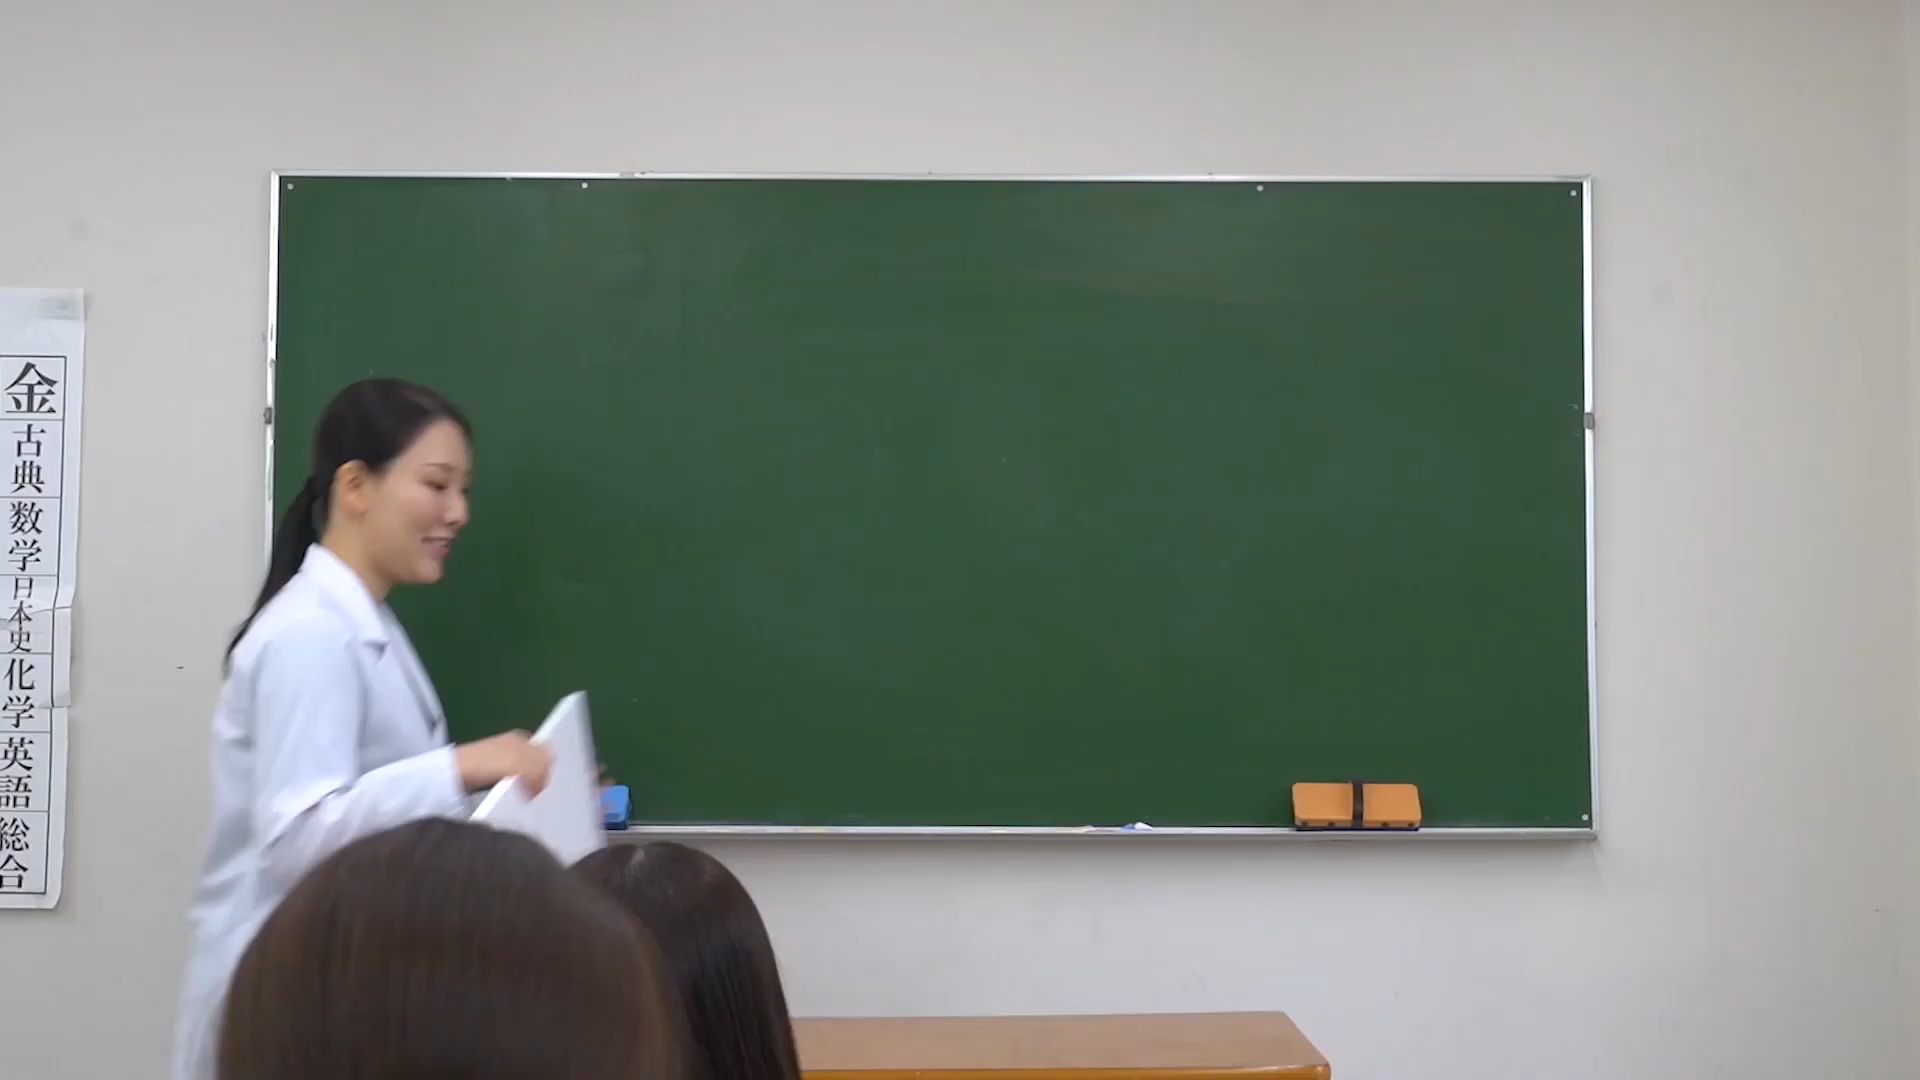 金
古典
数学
日本史
化学
英語
総合